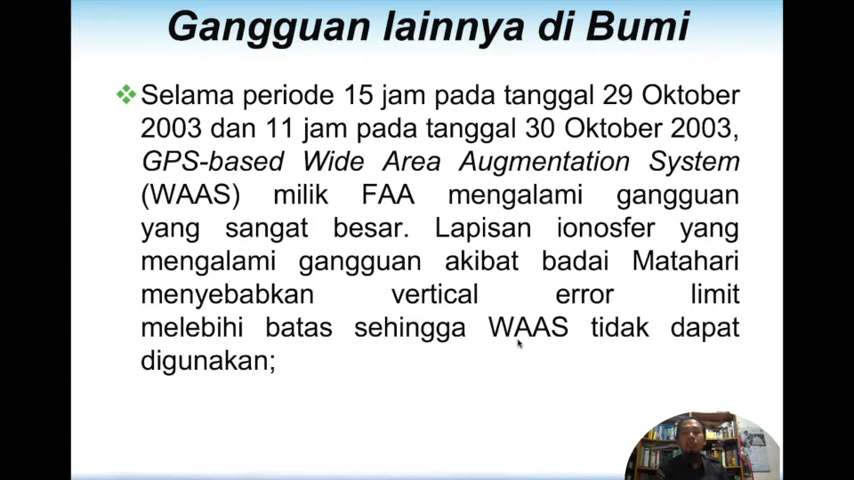 Gangguan lainnya di Bumi
Selama periode 15 jam pada tanggal 29 Oktober
2003 dan 11 jam pada tanggal 30 Oktober 2003,
GPS-based Wide Area Augmentation System
(WAAS) milik FAA mengalami gangguan
yang sangat besar. Lapisan ionosfer yang
mengalami gangguan akibat badai Matahari
menyebabkan vertical error limit
melebihi batas sehingga WAAS tidak dapat
digunakan;